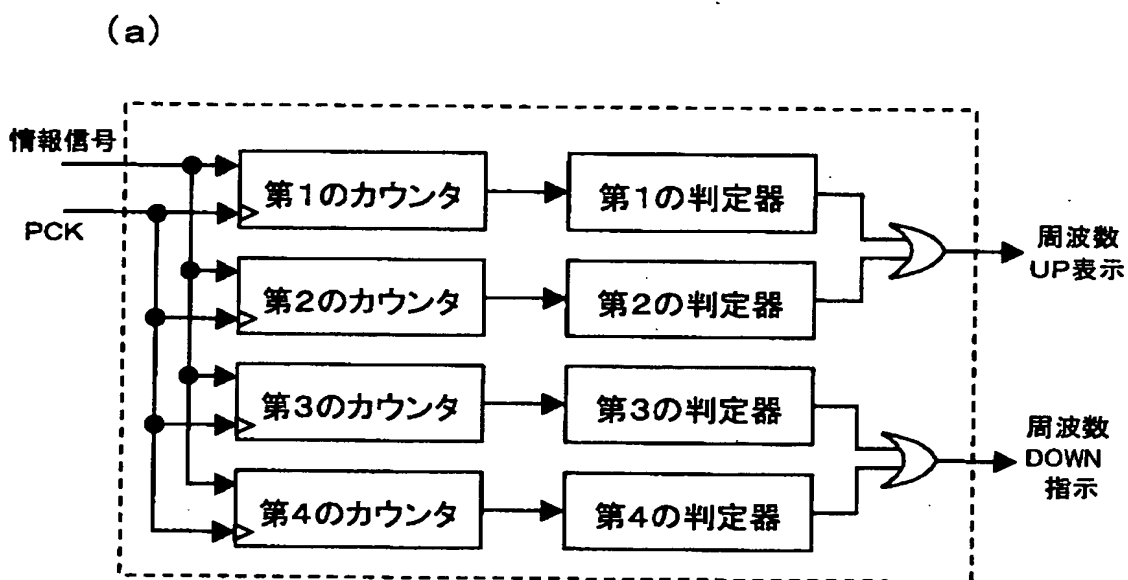 (a)
情報信号
PCK
第1のカウンタ
第1の判定器
第2のカウンタ
第2の判定器
周波数
UP表示
第3のカウンタ
第3の判定器
第4のカウンタ
第4の判定器
周波数
DOWN
指示